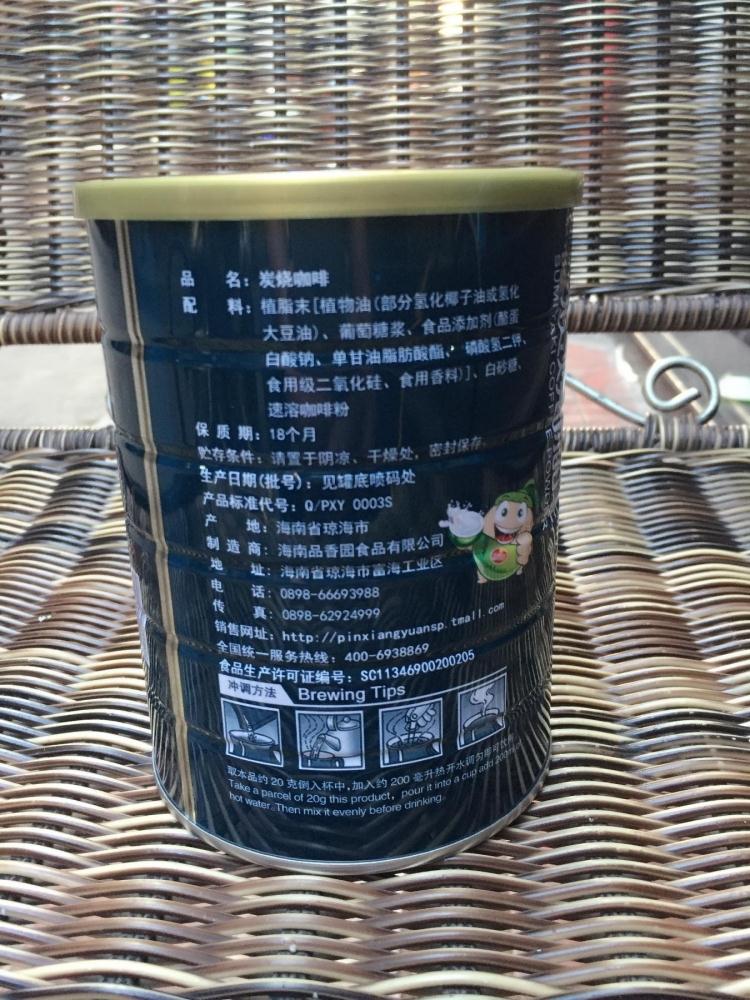 品 名：炭烧咖啡
配 料：植脂末[植物油(部分氢化椰子油或氢化
大豆油)、葡萄糖浆、食品添加剂(酪蛋
白酸钠、单甘油脂肪酸酯、磷酸氢二钾、
食用级二氧化硅、食用香料)]、白砂糖、
速溶咖啡粉
保 质 期：18个月
贮存条件：请置于阴凉、干燥处，密封保存。
生产日期(批号)：见罐底喷码处
产品标准代号：Q/PXY 0003S
产 地：海南省琼海市
制 造 商：海南品香园食品有限公司
地 址：海南省琼海市富海工业区
电 话：0898-66693988
传 真：0898-62924999
销售网址：http://pinxiangyuansp.tmall.com
全国统一服务热线：400-6938869
食品生产许可证编号：SC11346900200205
冲调方法 Brewing Tips
取本品约 20 克倒入杯中,加入约 200 毫升热开水调匀即可饮用
Take a parcel of 20g this product, pour it into a cup add 200ml
hot water. Then mix it evenly before drinking.